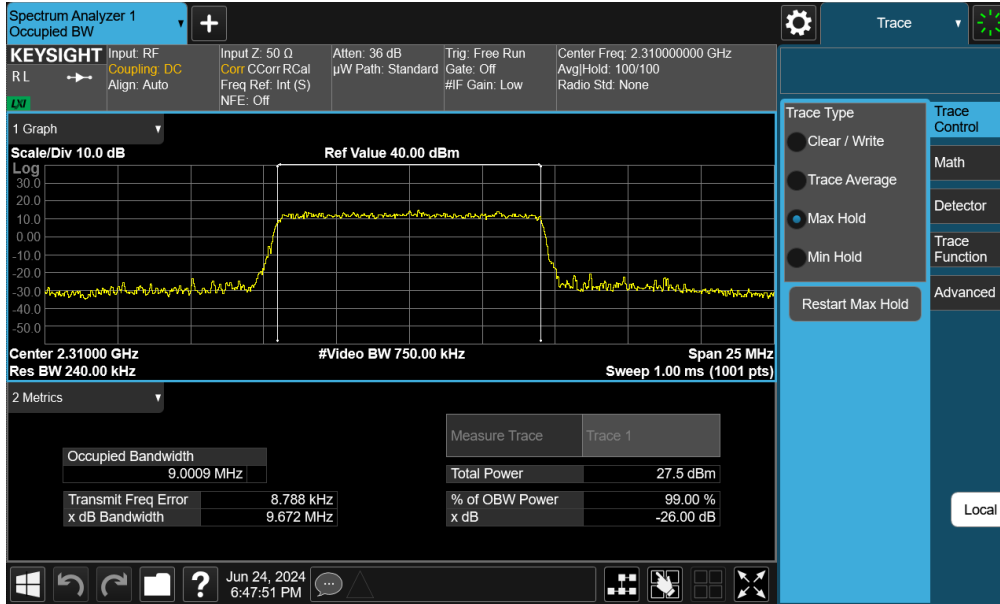 Spectrum Analyzer 1
Occupied BW
Trace
KEYSIGHT
R L
LXI
Input: RF
Coupling: DC
Align: Auto
Input Z: 50 Ω
Corr CCorr RCal
Freq Ref: Int (S)
NFE: Off
Atten: 36 dB
µW Path: Standard
Trig: Free Run
Gate: Off
#IF Gain: Low
Center Freq: 2.310000000 GHz
Avg|Hold: 100/100
Radio Std: None
1 Graph
Scale/Div 10.0 dB
Ref Value 40.00 dBm
Log
30.0
20.0
10.0
0.00
-10.0
-20.0
-30.0
-40.0
-50.0
Center 2.31000 GHz
#Video BW 750.00 kHz
Span 25 MHz
Res BW 240.00 kHz
Sweep 1.00 ms (1001 pts)
2 Metrics
Measure Trace
Trace 1
Occupied Bandwidth
9.0009 MHz
Total Power
27.5 dBm
Transmit Freq Error
8.788 kHz
% of OBW Power
99.00 %
x dB Bandwidth
9.672 MHz
x dB
-26.00 dB
Trace Type
Clear / Write
Trace Average
Max Hold
Min Hold
Restart Max Hold
Trace
Control
Math
Detector
Trace
Function
Advanced
Local
?
Jun 24, 2024
6:47:51 PM